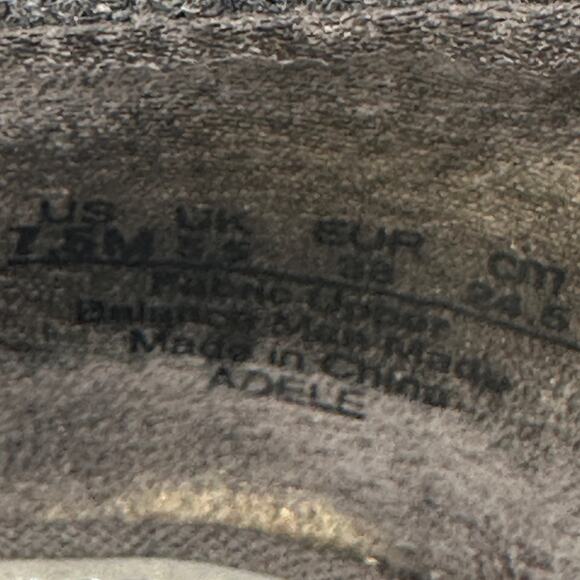 US UK EUR cm
7.5M 5.5 38 24.5
Fabric Upper
Balance Man Made
Made in China
ADELE